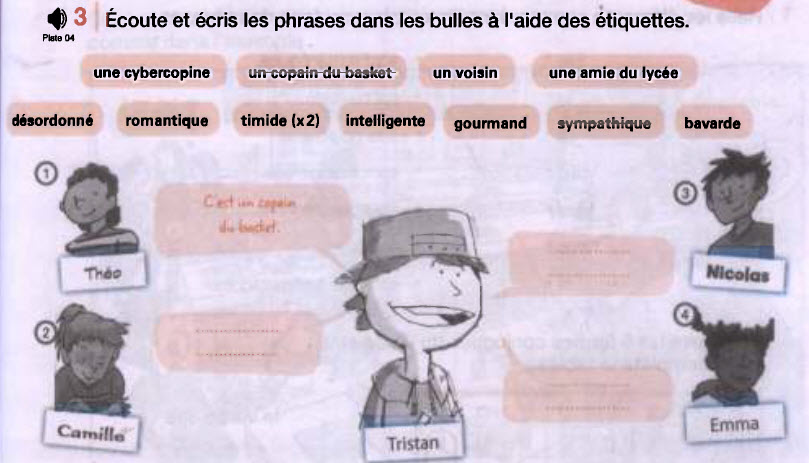 3 Écoute et écris les phrases dans les bulles à l'aide des étiquettes.
Piste 04
une cybercopine un copain du basket un voisin une amie du lycée
désordonné romantique timide (x2) intelligente gourmand sympathique bavarde
1
C'est un copain
du basket.
Théo
3
Nicolas
2
Camille
4
Emma
Tristan